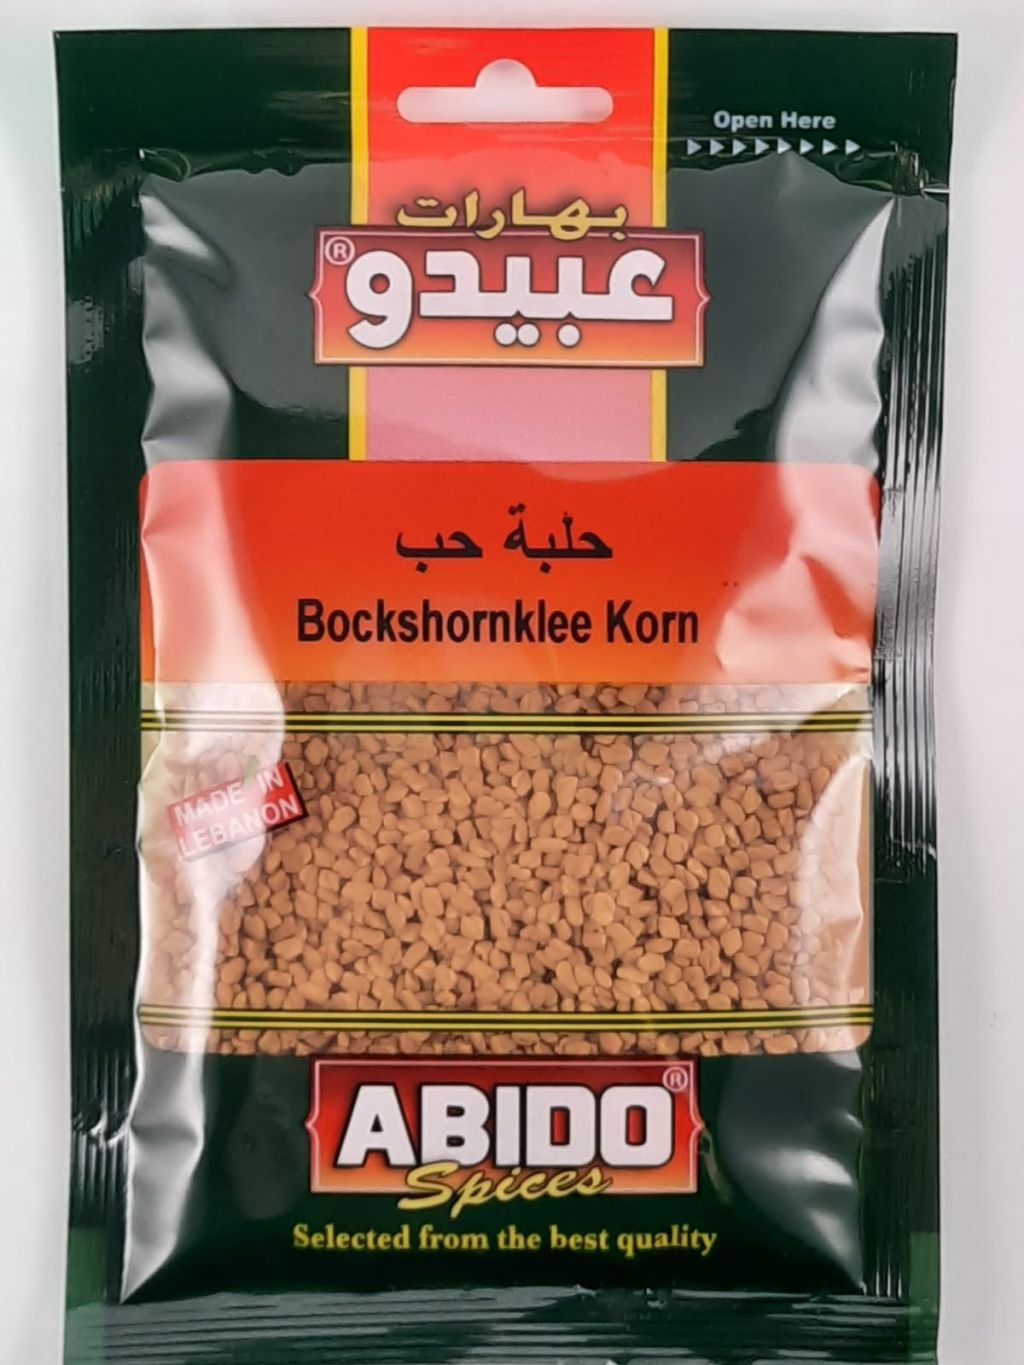 Open Here
بهارات
عبيدو®
حلبة حب
Bockshornklee Korn
MADE IN
LEBANON
ABIDO®
Spices
Selected from the best quality